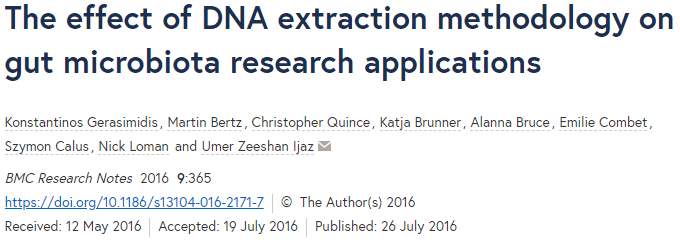 The effect of DNA extraction methodology on
gut microbiota research applications
Konstantinos Gerasimidis, Martin Bertz, Christopher Quince, Katja Brunner, Alanna Bruce, Emilie Combet,
Szymon Calus, Nick Loman and Umer Zeeshan Ijaz
BMC Research Notes 2016 9:365
https://doi.org/10.1186/s13104-016-2171-7 | © The Author(s) 2016
Received: 12 May 2016 | Accepted: 19 July 2016 | Published: 26 July 2016